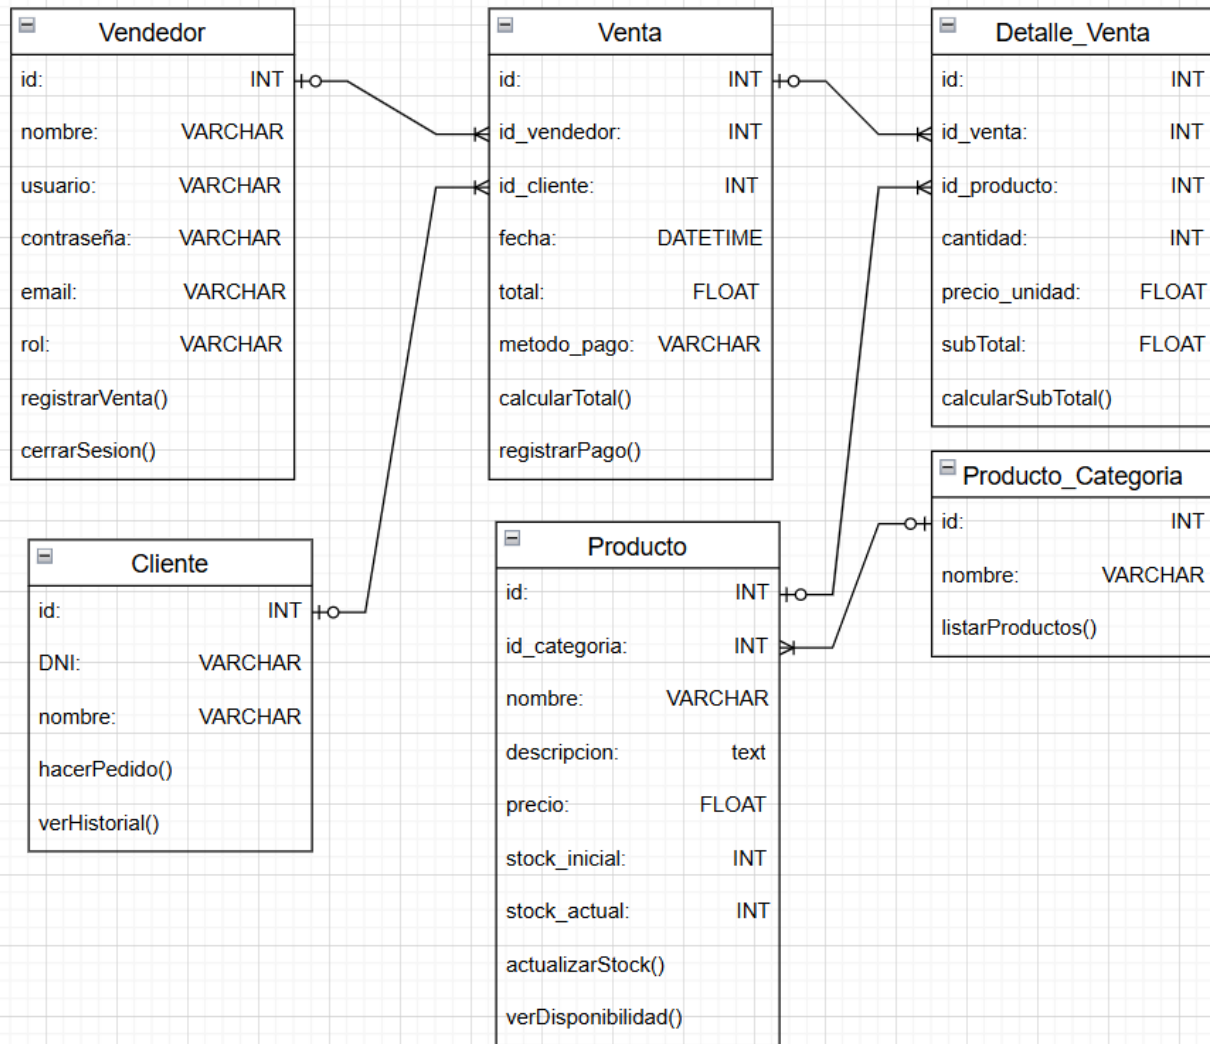 Vendedor
id: INT
nombre: VARCHAR
usuario: VARCHAR
contraseña: VARCHAR
email: VARCHAR
rol: VARCHAR
registrarVenta()
cerrarSesion()
Venta
id: INT
id_vendedor: INT
id_cliente: INT
fecha: DATETIME
total: FLOAT
metodo_pago: VARCHAR
calcularTotal()
registrarPago()
Detalle_Venta
id: INT
id_venta: INT
id_producto: INT
cantidad: INT
precio_unidad: FLOAT
subTotal: FLOAT
calcularSubTotal()
Cliente
id: INT
DNI: VARCHAR
nombre: VARCHAR
hacerPedido()
verHistorial()
Producto
id: INT
id_categoria: INT
nombre: VARCHAR
descripcion: text
precio: FLOAT
stock_inicial: INT
stock_actual: INT
actualizarStock()
verDisponibilidad()
Producto_Categoria
id: INT
nombre: VARCHAR
listarProductos()